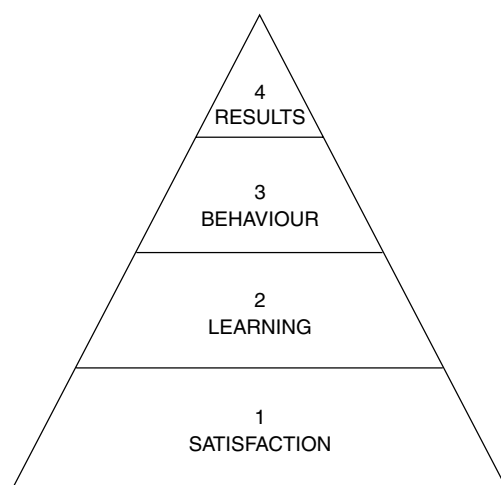 4
RESULTS
3
BEHAVIOUR
2
LEARNING
1
SATISFACTION